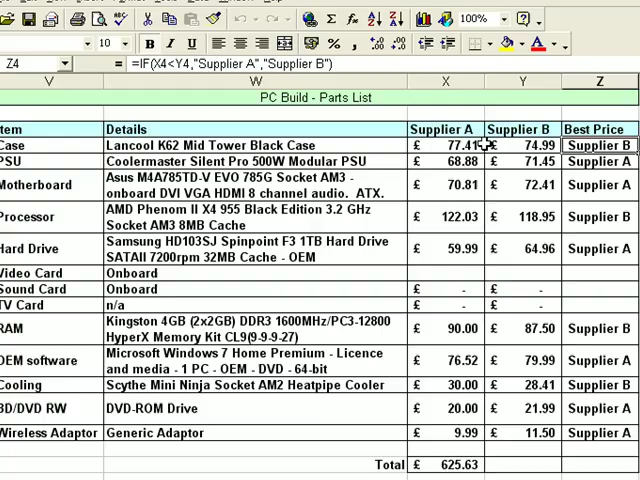 10 B I U % 100%
Z4 = =IF(X4<Y4,"Supplier A","Supplier B")
V W X Y Z
PC Build - Parts List
tem Details Supplier A Supplier B Best Price
Case Lancool K62 Mid Tower Black Case £ 77.41 £ 74.99 Supplier B
PSU Coolermaster Silent Pro 500W Modular PSU £ 68.88 £ 71.45 Supplier A
Motherboard Asus M4A785TD-V EVO 785G Socket AM3 - £ 70.81 £ 72.41 Supplier A
onboard DVI VGA HDMI 8 channel audio. ATX.
Processor AMD Phenom II X4 955 Black Edition 3.2 GHz £ 122.03 £ 118.95 Supplier B
Socket AM3 8MB Cache
Hard Drive Samsung HD103SJ Spinpoint F3 1TB Hard Drive £ 59.99 £ 64.96 Supplier A
SATAII 7200rpm 32MB Cache - OEM
Video Card Onboard
Sound Card Onboard £ - £ -
TV Card n/a £ - £ -
RAM Kingston 4GB (2x2GB) DDR3 1600MHz/PC3-12800 £ 90.00 £ 87.50 Supplier B
HyperX Memory Kit CL9(9-9-9-27)
OEM software Microsoft Windows 7 Home Premium - Licence £ 76.52 £ 79.99 Supplier A
and media - 1 PC - OEM - DVD - 64-bit
Cooling Scythe Mini Ninja Socket AM2 Heatpipe Cooler £ 30.00 £ 28.41 Supplier B
BD/DVD RW DVD-ROM Drive £ 20.00 £ 21.99 Supplier A
Wireless Adaptor Generic Adaptor £ 9.99 £ 11.50 Supplier A
Total £ 625.63